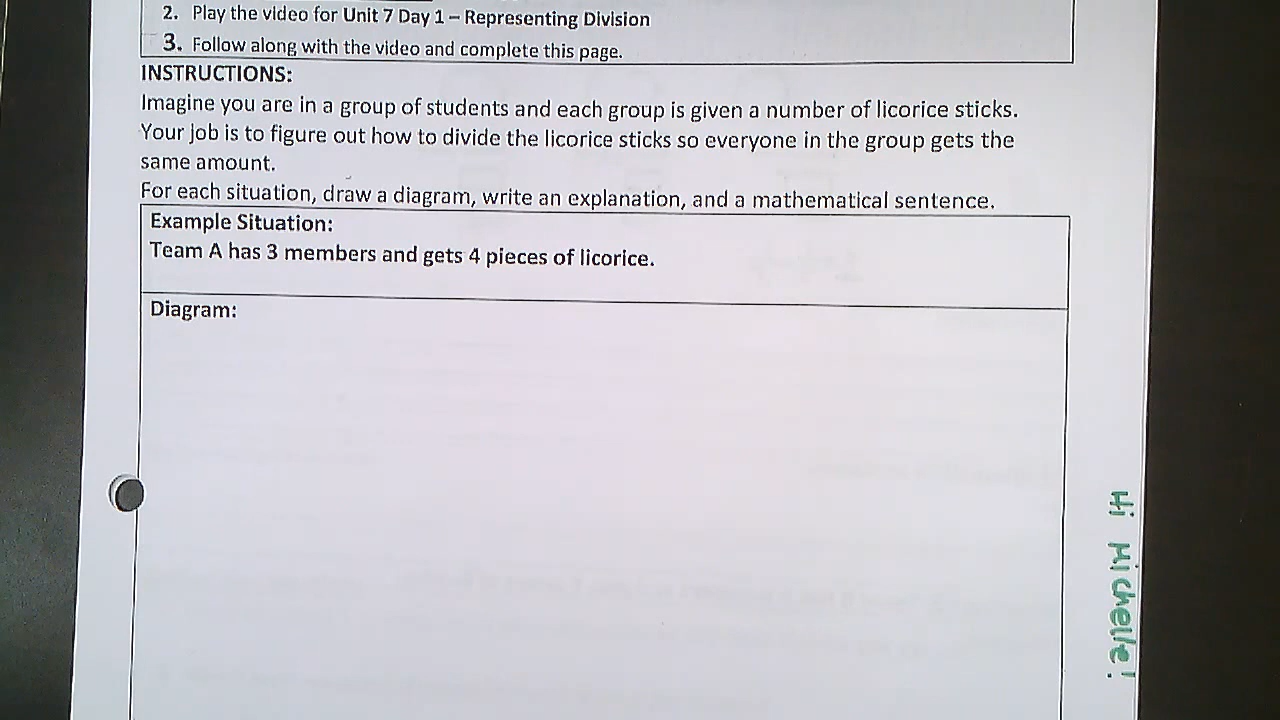 2. Play the video for Unit 7 Day 1 – Representing Division
3. Follow along with the video and complete this page.
INSTRUCTIONS:
Imagine you are in a group of students and each group is given a number of licorice sticks.
Your job is to figure out how to divide the licorice sticks so everyone in the group gets the
same amount.
For each situation, draw a diagram, write an explanation, and a mathematical sentence.
Example Situation:
Team A has 3 members and gets 4 pieces of licorice.
Diagram:
Hi Michelle!